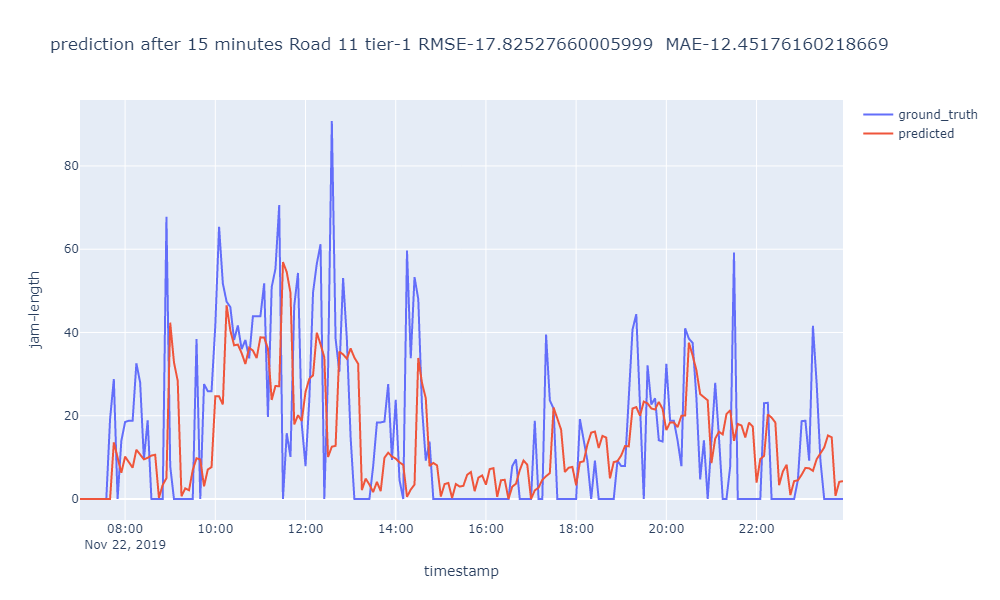 prediction after 15 minutes Road 11 tier-1 RMSE-17.82527660005999  MAE-12.45176160218669
ground_truth
predicted
jam-length
80
60
40
20
0
08:00 10:00 12:00 14:00 16:00 18:00 20:00 22:00
Nov 22, 2019
timestamp